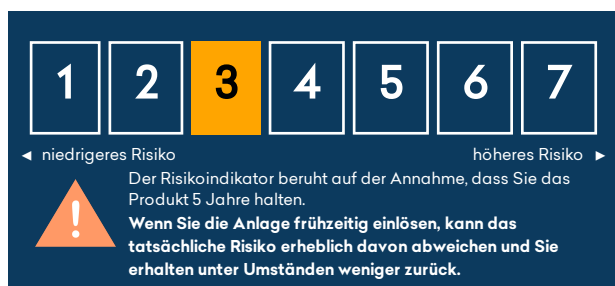 1 2 3 4 5 6 7
◄ niedrigeres Risiko höheres Risiko ►
Der Risikoindikator beruht auf der Annahme, dass Sie das
Produkt 5 Jahre halten.
Wenn Sie die Anlage frühzeitig einlösen, kann das
tatsächliche Risiko erheblich davon abweichen und Sie
erhalten unter Umständen weniger zurück.